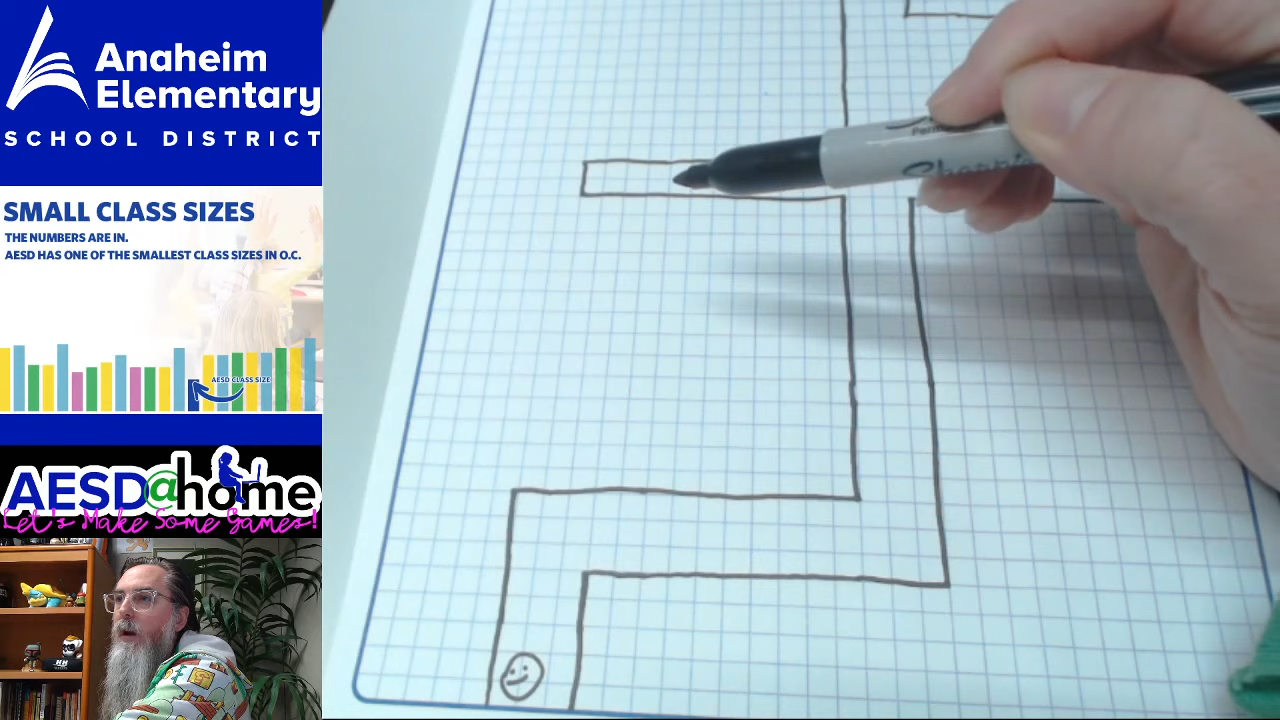 Anaheim
Elementary
SCHOOL DISTRICT
SMALL CLASS SIZES
THE NUMBERS ARE IN.
AESD HAS ONE OF THE SMALLEST CLASS SIZES IN O.C.
AESD CLASS SIZE
AESD@home
Let's Make Some Games!
Sharpie